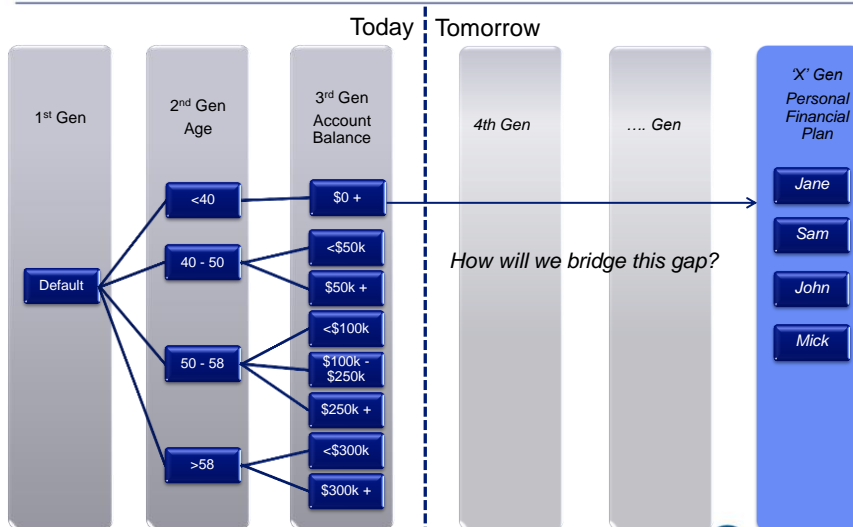 Today
Tomorrow
1st Gen
2nd Gen
Age
3rd Gen
Account
Balance
4th Gen
.... Gen
'X' Gen
Personal
Financial
Plan
Default
<40
40 - 50
50 - 58
>58
$0 +
<$50k
$50k +
<$100k
$100k -
$250k
$250k +
<$300k
$300k +
How will we bridge this gap?
Jane
Sam
John
Mick